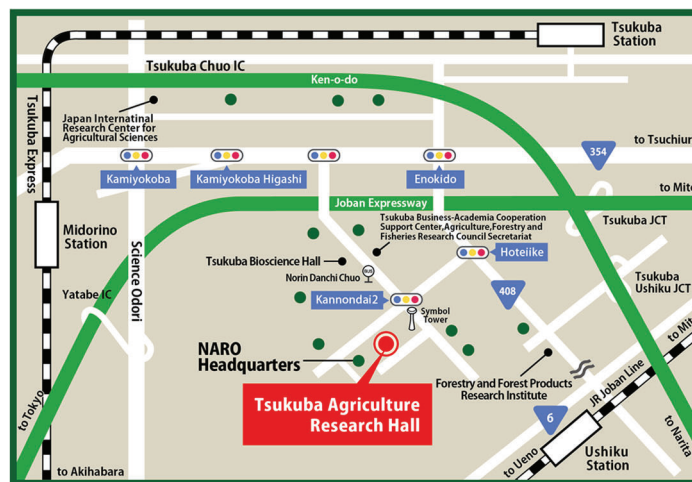 Tsukuba
Station
Tsukuba Chuo IC
Ken-o-do
Tsukuba Express
Japan Internatinal
Research Center for
Agricultural Sciences
to Tsuchiura
354
Kamiyokoba
Kamiyokoba Higashi
Enokido
to Mito
Joban Expressway
Midorino
Station
Science Odori
Tsukuba JCT
Tsukuba Business-Academia Cooperation
Support Center,Agriculture,Forestry and
Fisheries Research Council Secretariat
Hoteiike
Tsukuba Bioscience Hall
BUS
Norin Danchi Chuo
Tsukuba
Ushiku JCT
Yatabe IC
Kannondai2
408
Symbol
Tower
to Mito
NARO
Headquarters
Tsukuba Agriculture
Research Hall
Forestry and Forest Products
Research Institute
JR Joban Line
6
to Tokyo
to Akihabara
to Ueno
Ushiku
Station
to Narita